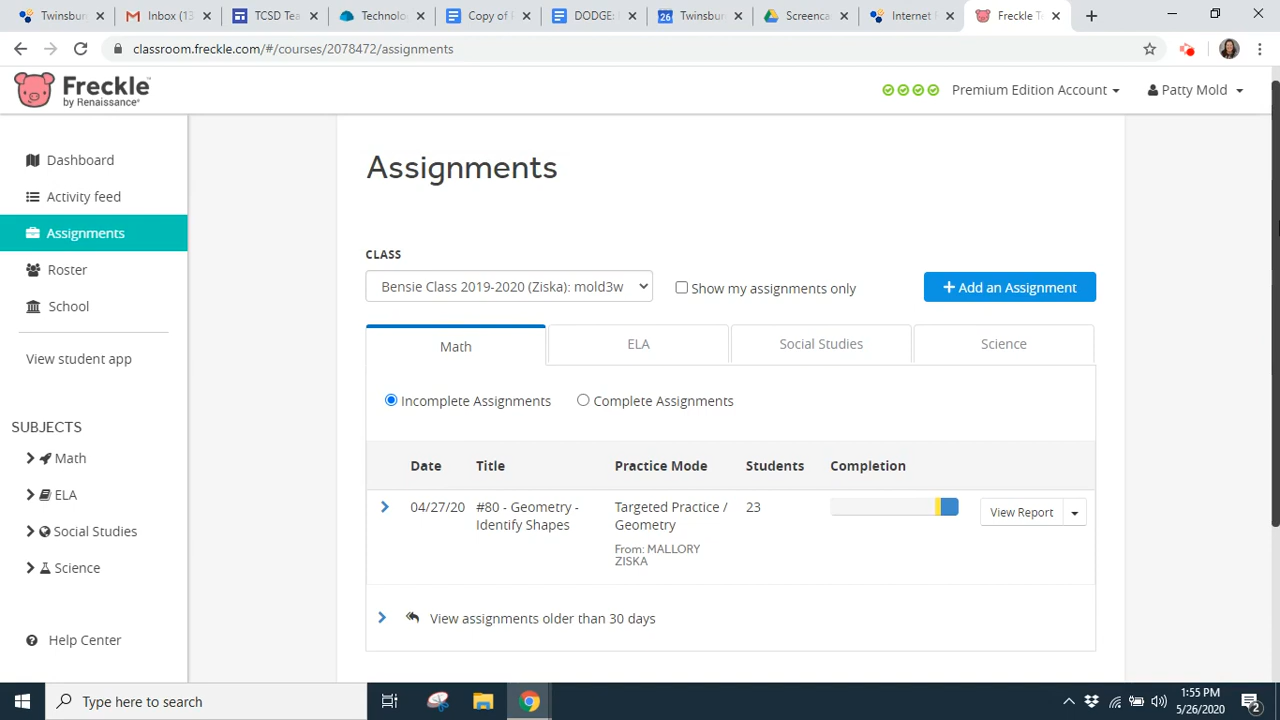 Twinsbur
Inbox (13
TCSD Tea
Technolog
Copy of F
DODGE:
26
Twinsbur
Screenca
Internet F
Freckle T
classroom.freckle.com/#/courses/2078472/assignments
Freckle™
by Renaissance®
Premium Edition Account
Patty Mold
Dashboard
Activity feed
Assignments
Roster
School
View student app
SUBJECTS
Math
ELA
Social Studies
Science
Help Center
Assignments
CLASS
Bensie Class 2019-2020 (Ziska): mold3w
Show my assignments only
+ Add an Assignment
Math
ELA
Social Studies
Science
Incomplete Assignments
Complete Assignments
Date
Title
Practice Mode
Students
Completion
04/27/20
#80 - Geometry -
Identify Shapes
Targeted Practice /
Geometry
From: MALLORY
ZISKA
23
View Report
View assignments older than 30 days
Type here to search
1:55 PM
5/26/2020
2